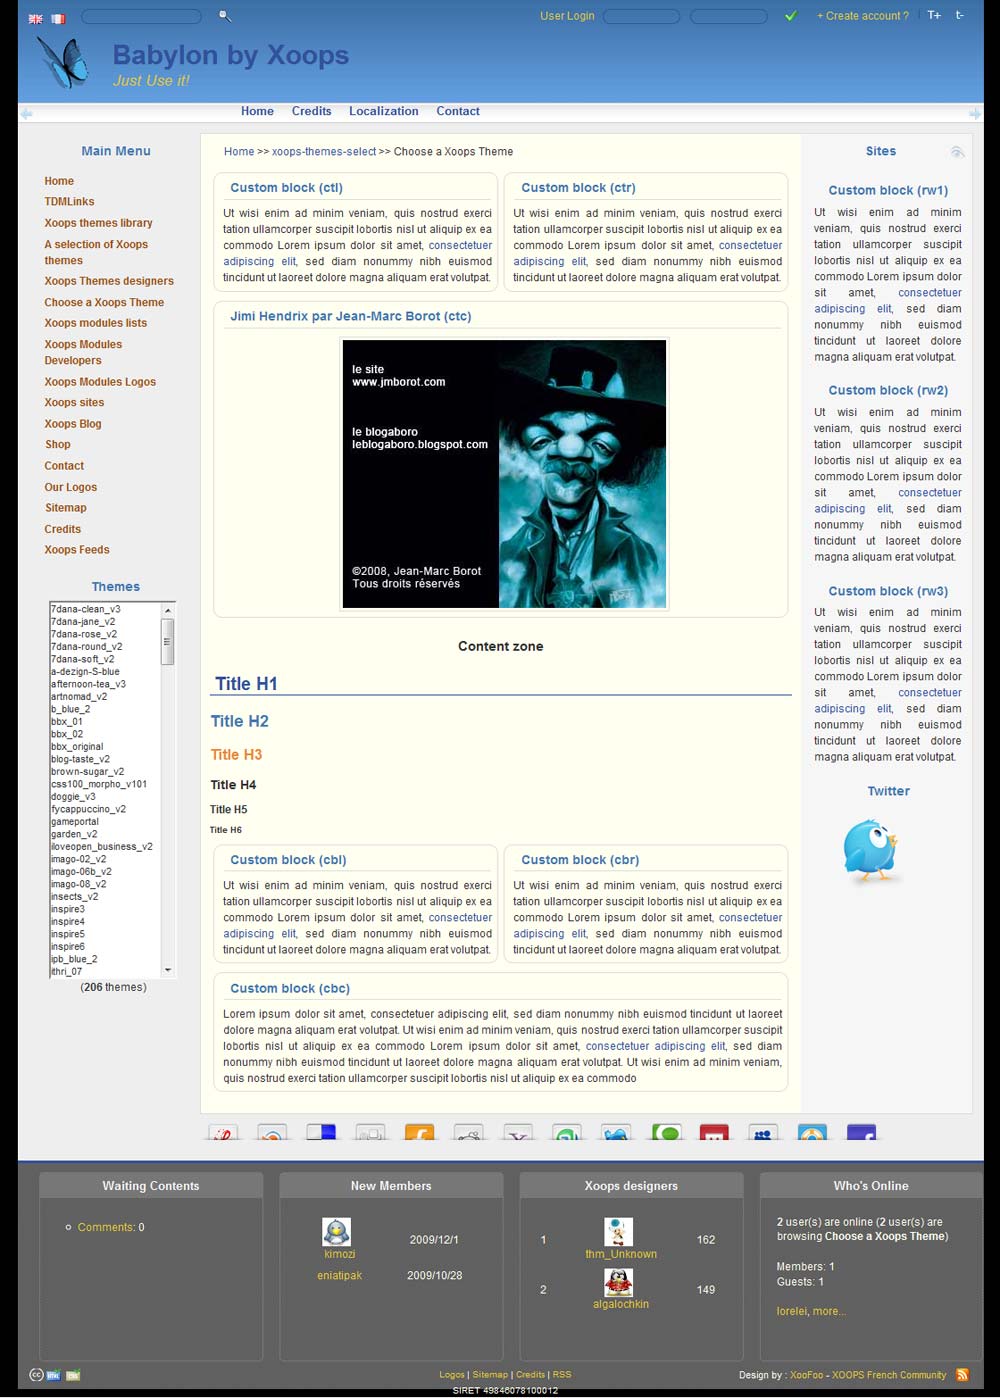 User Login
+ Create account ?
T+
t-
Babylon by Xoops
Just Use it!
Home Credits Localization Contact
Main Menu
Home
TDMLinks
Xoops themes library
A selection of Xoops
themes
Xoops Themes designers
Choose a Xoops Theme
Xoops modules lists
Xoops Modules
Developers
Xoops Modules Logos
Xoops sites
Xoops Blog
Shop
Contact
Our Logos
Sitemap
Credits
Xoops Feeds
Themes
7dana-clean_v3
7dana-jane_v2
7dana-rose_v2
7dana-round_v2
7dana-soft_v2
a-dezign-S-blue
afternoon-tea_v3
artnomad_v2
b_blue_2
bbx_01
bbx_02
bbx_original
blog-taste_v2
brown-sugar_v2
css100_morpho_v101
doggie_v3
fycappuccino_v2
gameportal
garden_v2
iloveopen_business_v2
imago-02_v2
imago-06b_v2
imago-08_v2
insects_v2
inspire3
inspire4
inspire5
inspire6
ipb_blue_2
ithri_07
(206 themes)
Home >> xoops-themes-select >> Choose a Xoops Theme
Custom block (ctl)
Ut wisi enim ad minim veniam, quis nostrud exerci
tation ullamcorper suscipit lobortis nisl ut aliquip ex ea
commodo Lorem ipsum dolor sit amet, consectetuer
adipiscing elit, sed diam nonummy nibh euismod
tincidunt ut laoreet dolore magna aliquam erat volutpat.
Custom block (ctr)
Ut wisi enim ad minim veniam, quis nostrud exerci
tation ullamcorper suscipit lobortis nisl ut aliquip ex ea
commodo Lorem ipsum dolor sit amet, consectetuer
adipiscing elit, sed diam nonummy nibh euismod
tincidunt ut laoreet dolore magna aliquam erat volutpat.
Jimi Hendrix par Jean-Marc Borot (ctc)
le site
www.jmborot.com
le blogaboro
leblogaboro.blogspot.com
©2008, Jean-Marc Borot
Tous droits réservés
Content zone
Title H1
Title H2
Title H3
Title H4
Title H5
Title H6
Custom block (cbl)
Ut wisi enim ad minim veniam, quis nostrud exerci
tation ullamcorper suscipit lobortis nisl ut aliquip ex ea
commodo Lorem ipsum dolor sit amet, consectetuer
adipiscing elit, sed diam nonummy nibh euismod
tincidunt ut laoreet dolore magna aliquam erat volutpat.
Custom block (cbr)
Ut wisi enim ad minim veniam, quis nostrud exerci
tation ullamcorper suscipit lobortis nisl ut aliquip ex ea
commodo Lorem ipsum dolor sit amet, consectetuer
adipiscing elit, sed diam nonummy nibh euismod
tincidunt ut laoreet dolore magna aliquam erat volutpat.
Custom block (cbc)
Lorem ipsum dolor sit amet, consectetuer adipiscing elit, sed diam nonummy nibh euismod tincidunt ut laoreet
dolore magna aliquam erat volutpat. Ut wisi enim ad minim veniam, quis nostrud exerci tation ullamcorper suscipit
lobortis nisl ut aliquip ex ea commodo Lorem ipsum dolor sit amet, consectetuer adipiscing elit, sed diam
nonummy nibh euismod tincidunt ut laoreet dolore magna aliquam erat volutpat. Ut wisi enim ad minim veniam,
quis nostrud exerci tation ullamcorper suscipit lobortis nisl ut aliquip ex ea commodo
Sites
Custom block (rw1)
Ut wisi enim ad minim
veniam, quis nostrud exerci
tation ullamcorper suscipit
lobortis nisl ut aliquip ex ea
commodo Lorem ipsum dolor
sit amet, consectetuer
adipiscing elit, sed diam
nonummy nibh euismod
tincidunt ut laoreet dolore
magna aliquam erat volutpat.
Custom block (rw2)
Ut wisi enim ad minim
veniam, quis nostrud exerci
tation ullamcorper suscipit
lobortis nisl ut aliquip ex ea
commodo Lorem ipsum dolor
sit amet, consectetuer
adipiscing elit, sed diam
nonummy nibh euismod
tincidunt ut laoreet dolore
magna aliquam erat volutpat.
Custom block (rw3)
Ut wisi enim ad minim
veniam, quis nostrud exerci
tation ullamcorper suscipit
lobortis nisl ut aliquip ex ea
commodo Lorem ipsum dolor
sit amet, consectetuer
adipiscing elit, sed diam
nonummy nibh euismod
tincidunt ut laoreet dolore
magna aliquam erat volutpat.
Twitter
Waiting Contents
Comments: 0
New Members
kimozi 2009/12/1
eniatipak 2009/10/28
Xoops designers
1 thm_Unknown 162
2 algalochkin 149
Who's Online
2 user(s) are online (2 user(s) are
browsing Choose a Xoops Theme)
Members: 1
Guests: 1
lorelei, more...
cc
Logos | Sitemap | Credits | RSS
Design by : XooFoo - XOOPS French Community
SIRET 49846078100012